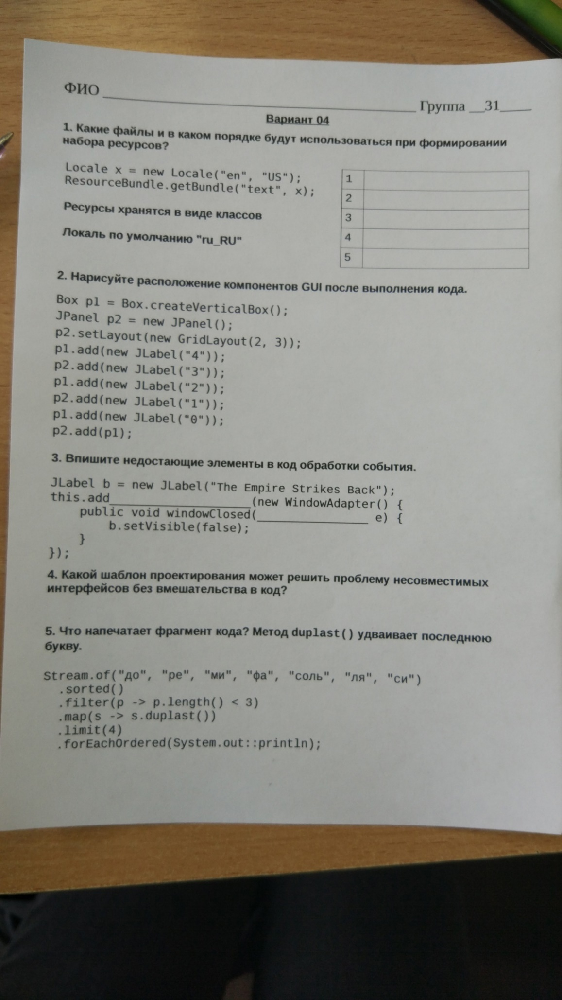 ФИО ____________________ Группа __31____
Вариант 04
1. Какие файлы и в каком порядке будут использоваться при формировании
набора ресурсов?
Locale x = new Locale("en", "US");
ResourceBundle.getBundle("text", x);
Ресурсы хранятся в виде классов
Локаль по умолчанию "ru_RU"
1
2
3
4
5
2. Нарисуйте расположение компонентов GUI после выполнения кода.
Box p1 = Box.createVerticalBox();
JPanel p2 = new JPanel();
p2.setLayout(new GridLayout(2, 3));
p1.add(new JLabel("4"));
p2.add(new JLabel("3"));
p1.add(new JLabel("2"));
p2.add(new JLabel("1"));
p1.add(new JLabel("0"));
p2.add(p1);
3. Впишите недостающие элементы в код обработки события.
JLabel b = new JLabel("The Empire Strikes Back");
this.add____________________(new WindowAdapter() {
    public void windowClosed(________________ e) {
        b.setVisible(false);
    }
});
4. Какой шаблон проектирования может решить проблему несовместимых
интерфейсов без вмешательства в код?
5. Что напечатает фрагмент кода? Метод duplast() удваивает последнюю
букву.
Stream.of("до", "ре", "ми", "фа", "соль", "ля", "си")
  .sorted()
  .filter(p -> p.length() < 3)
  .map(s -> s.duplast())
  .limit(4)
  .forEachOrdered(System.out::println);